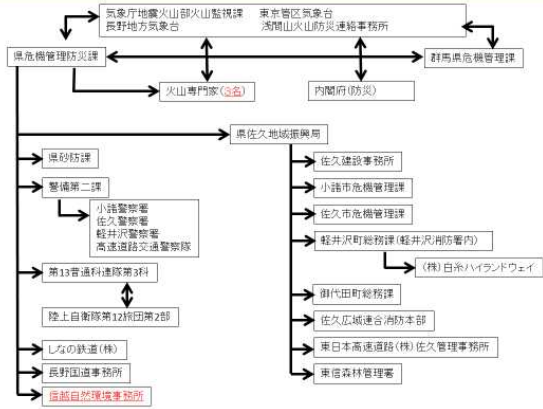 気象庁地震火山部火山監視課　東京管区気象台
長野地方気象台　浅間山火山防災連絡事務所
県危機管理防災課
群馬県危機管理課
火山専門家(3名)
内閣府(防災)
県佐久地域振興局
県砂防課
佐久建設事務所
警備第二課
小諸市危機管理課
小諸警察署
佐久警察署
軽井沢警察署
高速道路交通警察隊
佐久市危機管理課
軽井沢町総務課(軽井沢消防署内)
(株)白糸ハイランドウェイ
第13普通科連隊第3科
御代田町総務課
陸上自衛隊第12旅団第2部
佐久広域連合消防本部
しなの鉄道(株)
東日本高速道路(株)佐久管理事務所
長野国道事務所
東信森林管理署
信越自然環境事務所